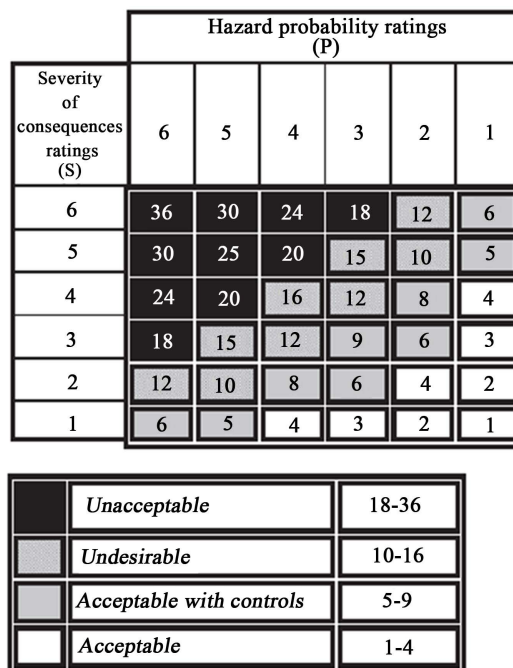 Hazard probability ratings
(P)
Severity
of
consequences
ratings
(S)
6 5 4 3 2 1
6 36 30 24 18 12 6
5 30 25 20 15 10 5
4 24 20 16 12 8 4
3 18 15 12 9 6 3
2 12 10 8 6 4 2
1 6 5 4 3 2 1
Unacceptable 18-36
Undesirable 10-16
Acceptable with controls 5-9
Acceptable 1-4